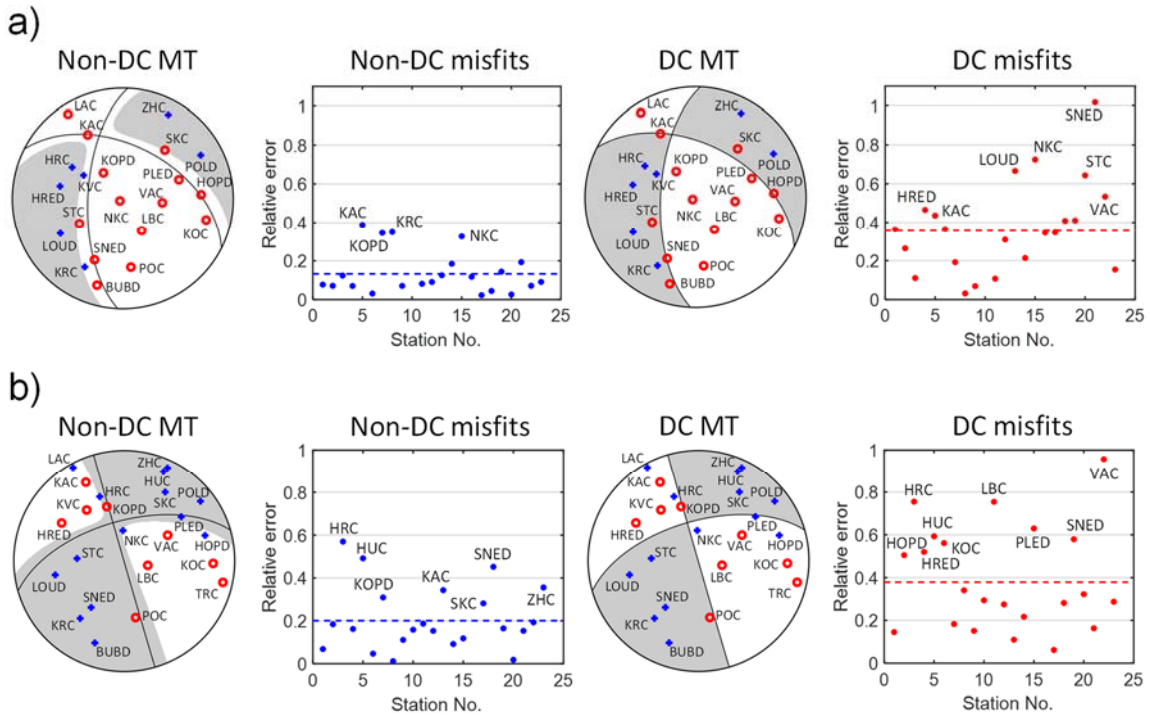 a)
Non-DC MT
Non-DC misfits
DC MT
DC misfits
LAC
KAC
ZHC
SKC
HRC
KOPD
POLD
PLED
HOPD
KVC
HRED
VAC
STC
NKC
LBC
KOC
LOUD
SNED
KRC
POC
BUBD
Relative error
1
0.8
0.6
0.4
0.2
0
KAC
KRC
KOPD
NKC
0 5 10 15 20 25
Station No.
LAC
KAC
ZHC
SKC
HRC
KOPD
POLD
PLED
HOPD
KVC
HRED
VAC
STC
NKC
LBC
KOC
LOUD
SNED
KRC
POC
BUBD
Relative error
1
0.8
0.6
0.4
0.2
0
SNED
NKC
LOUD
STC
HRED
KAC
VAC
0 5 10 15 20 25
Station No.
b)
Non-DC MT
Non-DC misfits
DC MT
DC misfits
LAC
ZHC
KAC
HUC
HRC
SKC
POLD
KVC
KOPD
PLED
HRED
NKC
VAC
HOPD
STC
LBC
KOC
LOUD
TRC
SNED
KRC
POC
BUBD
Relative error
1
0.8
0.6
0.4
0.2
0
HRC
HUC
SNED
KOPD
KAC
SKC
ZHC
0 5 10 15 20 25
Station No.
LAC
ZHC
KAC
HUC
HRC
SKC
POLD
KVC
KOPD
PLED
HRED
NKC
VAC
HOPD
STC
LBC
KOC
LOUD
TRC
SNED
KRC
POC
BUBD
Relative error
1
0.8
0.6
0.4
0.2
0
VAC
HRC
LBC
HUC
SNED
HOPD
KOC
PLED
HRED
0 5 10 15 20 25
Station No.